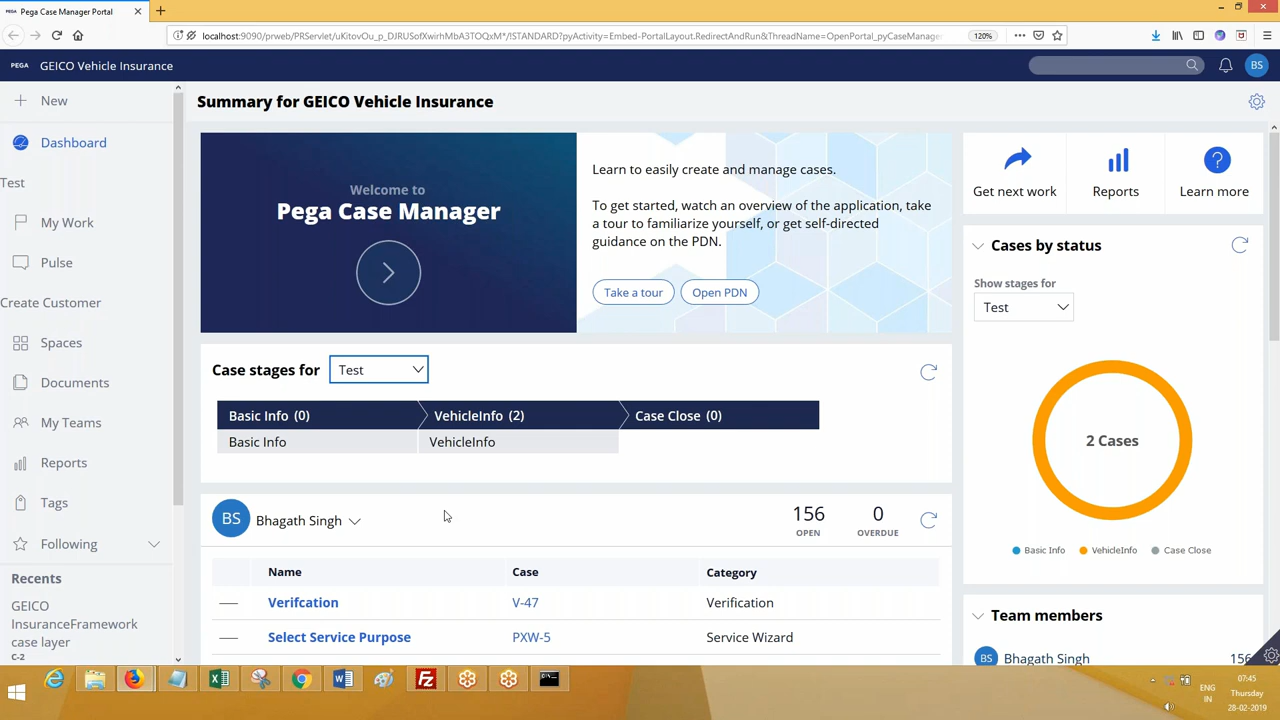 Pega Case Manager Portal
localhost:9090/prweb/PRServlet/uKitovOu_p_DJRUSofXwirhMbA3TOQxM*/!STANDARD?pyActivity=Embed-PortalLayout.RedirectAndRun&ThreadName=OpenPortal_pyCaseManager
120%
PEGA GEICO Vehicle Insurance
BS
New
Summary for GEICO Vehicle Insurance
Dashboard
Test
My Work
Pulse
Create Customer
Spaces
Documents
My Teams
Reports
Tags
Following
Recents
GEICO
InsuranceFramework
case layer
C-2
Welcome to
Pega Case Manager
Learn to easily create and manage cases.
To get started, watch an overview of the application, take
a tour to familiarize yourself, or get self-directed
guidance on the PDN.
Take a tour
Open PDN
Get next work
Reports
Learn more
Cases by status
Show stages for
Test
2 Cases
Basic Info VehicleInfo Case Close
Case stages for Test
Basic Info (0) VehicleInfo (2) Case Close (0)
Basic Info VehicleInfo
BS Bhagath Singh
156 OPEN
0 OVERDUE
Name Case Category
Verifcation V-47 Verification
Select Service Purpose PXW-5 Service Wizard
Team members
BS Bhagath Singh 156
ENG
IN
07:45
Thursday
28-02-2019